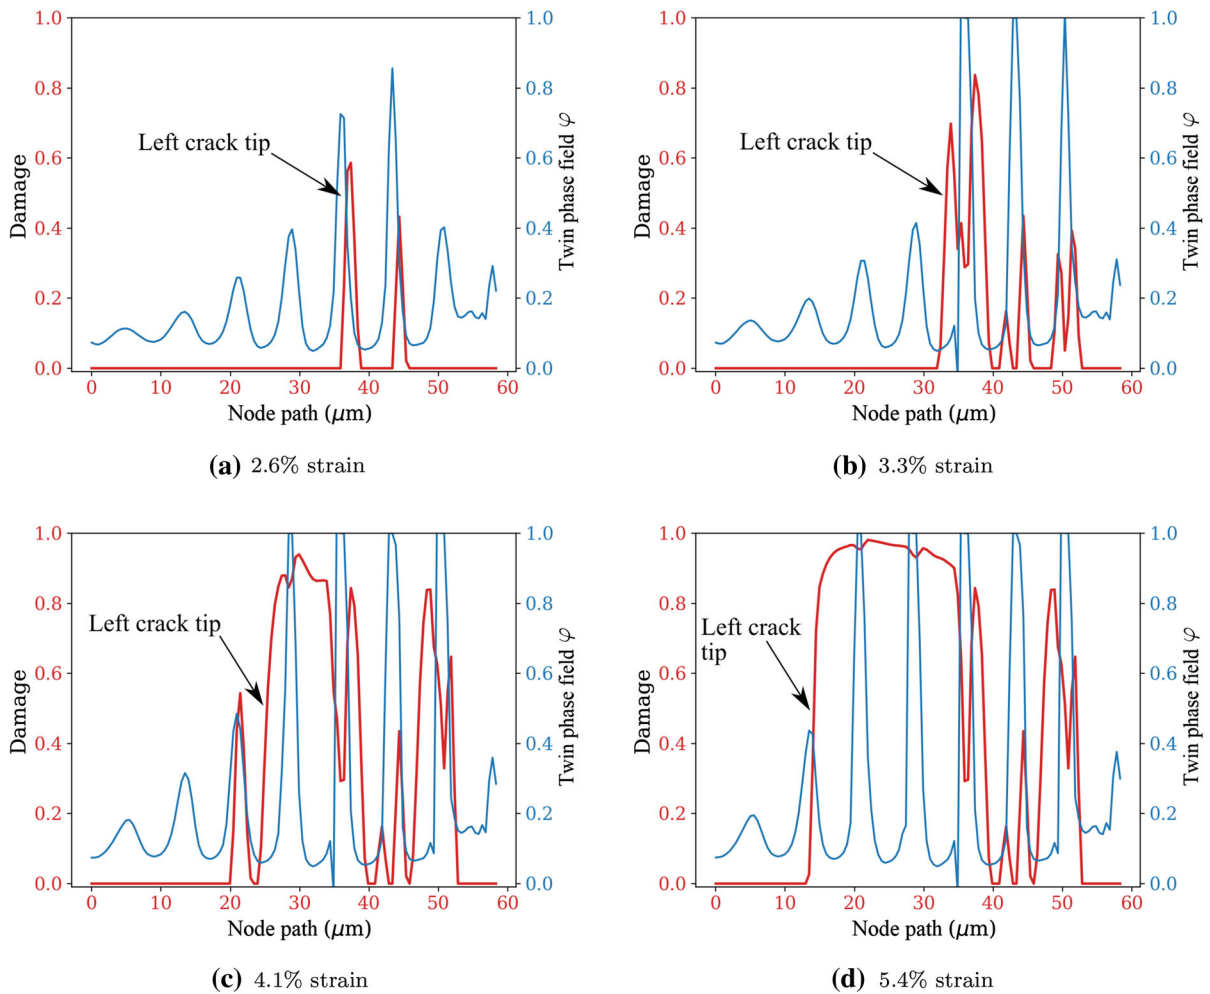 1.0
0.8
0.6
0.4
0.2
0.0
Damage
Left crack tip
1.0
0.8
0.6
0.4
0.2
0.0
Twin phase field φ
0 10 20 30 40 50 60
Node path (μm)
(a) 2.6% strain
1.0
0.8
0.6
0.4
0.2
0.0
Damage
Left crack tip
1.0
0.8
0.6
0.4
0.2
0.0
Twin phase field φ
0 10 20 30 40 50 60
Node path (μm)
(b) 3.3% strain
1.0
0.8
0.6
0.4
0.2
0.0
Damage
Left crack tip
1.0
0.8
0.6
0.4
0.2
0.0
Twin phase field φ
0 10 20 30 40 50 60
Node path (μm)
(c) 4.1% strain
1.0
0.8
0.6
0.4
0.2
0.0
Damage
Left crack
tip
1.0
0.8
0.6
0.4
0.2
0.0
Twin phase field φ
0 10 20 30 40 50 60
Node path (μm)
(d) 5.4% strain